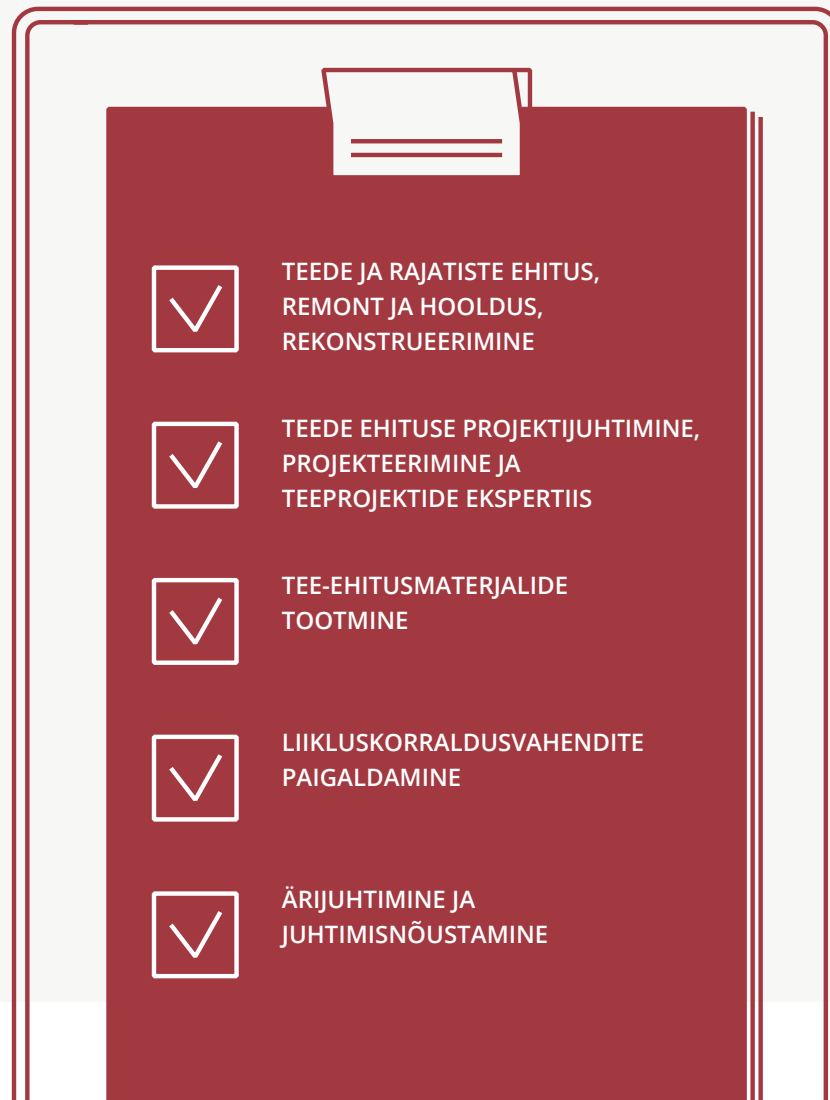 TEEDE JA RAJATISTE EHITUS,
REMONT JA HOOLDUS,
REKONSTRUEERIMINE
TEEDE EHITUSE PROJEKTIJUHTIMINE,
PROJEKTEERIMINE JA
TEEPROJEKTIDE EKSPERTIIS
TEE-EHITUSMATERJALIDE
TOOTMINE
LIIKLUSKORRALDUSVAHENDITE
PAIGALDAMINE
ÄRIJUHTIMINE JA
JUHTIMISNÕUSTAMINE